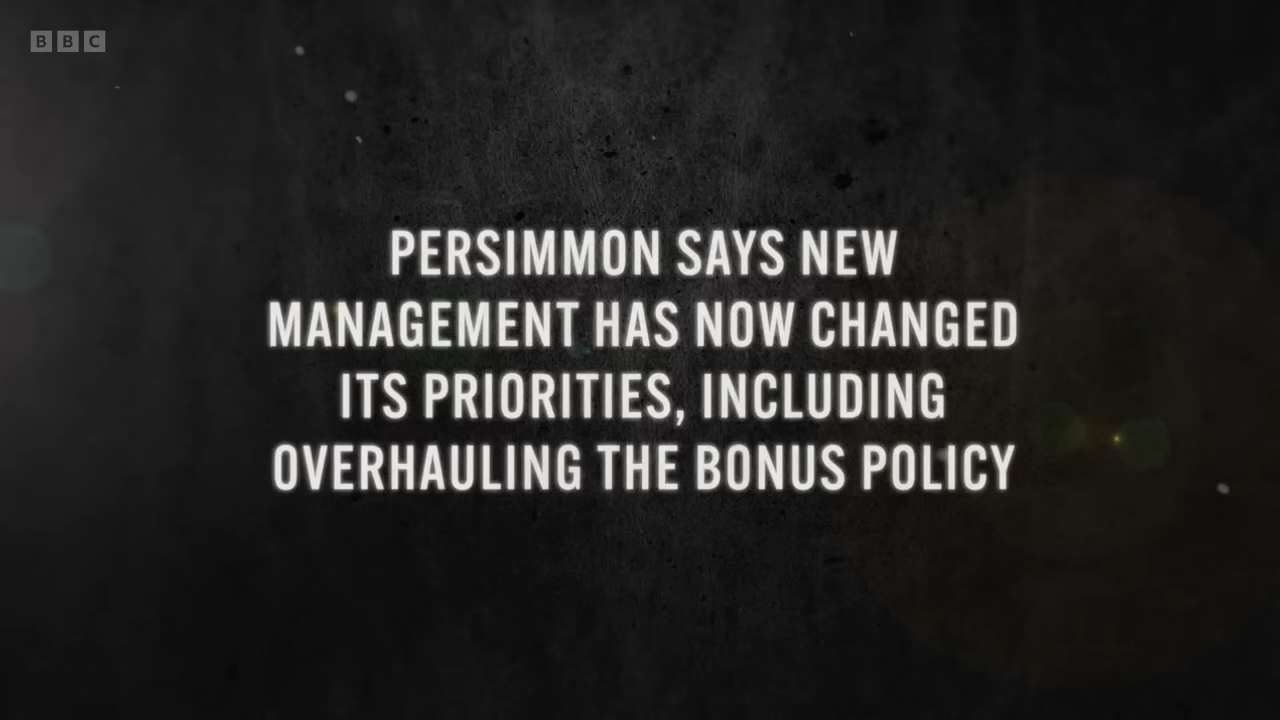 BBC
PERSIMMON SAYS NEW
MANAGEMENT HAS NOW CHANGED
ITS PRIORITIES, INCLUDING
OVERHAULING THE BONUS POLICY